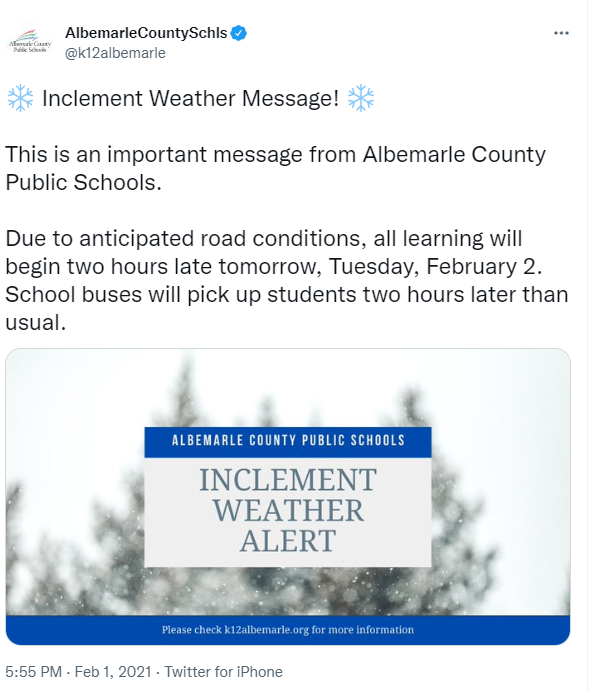 Albemarle County
Public Schools
AlbemarleCountySchls
@k12albemarle
❄️ Inclement Weather Message! ❄️
This is an important message from Albemarle County
Public Schools.
Due to anticipated road conditions, all learning will
begin two hours late tomorrow, Tuesday, February 2.
School buses will pick up students two hours later than
usual.
ALBEMARLE COUNTY PUBLIC SCHOOLS
INCLEMENT
WEATHER
ALERT
Please check k12albemarle.org for more information
5:55 PM · Feb 1, 2021 · Twitter for iPhone